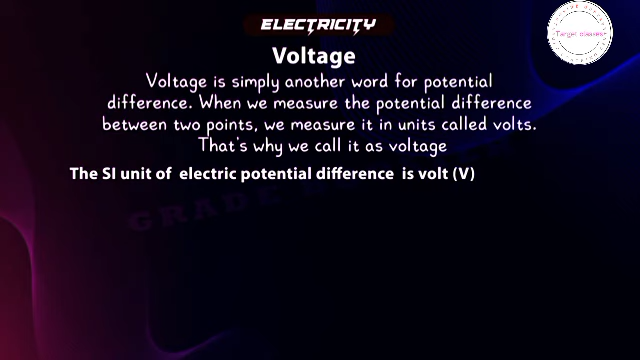 ELECTRICITY
Target classes
Voltage
Voltage is simply another word for potential
difference. When we measure the potential difference
between two points, we measure it in units called volts.
That's why we call it as voltage
The SI unit of electric potential difference is volt (V)